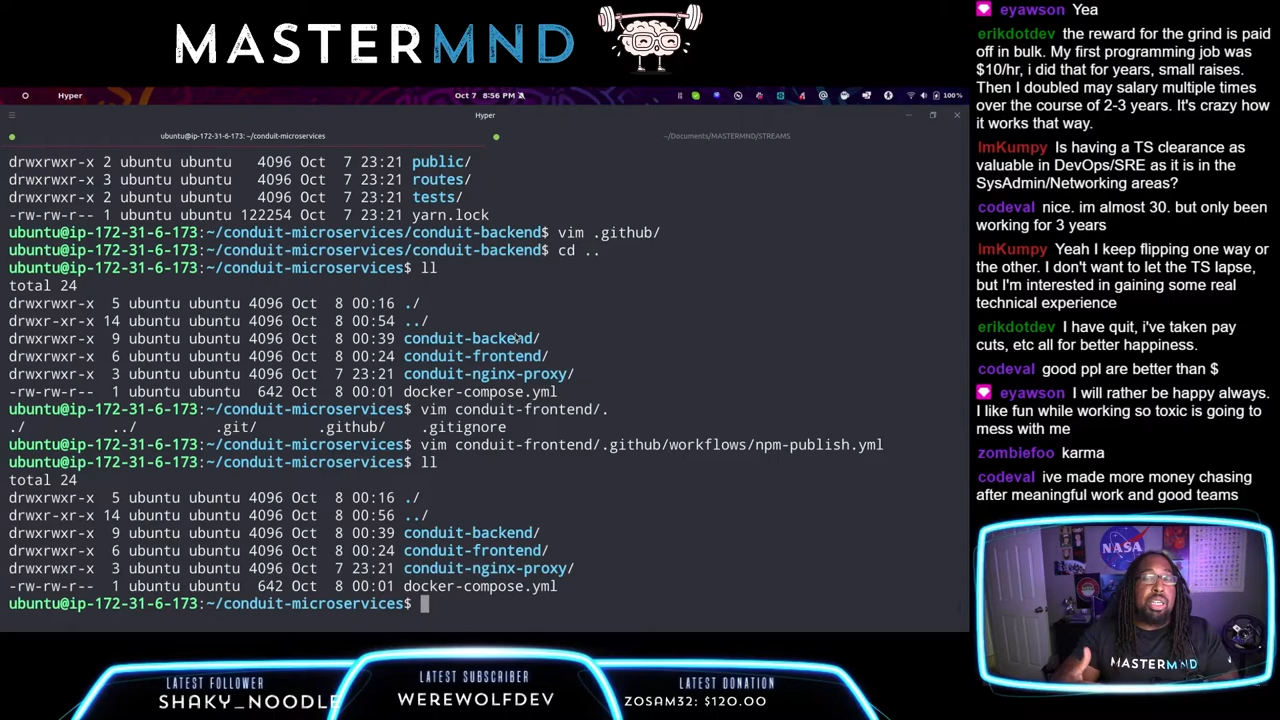 MASTERMND
Hyper
Oct 7 8:56 PM
100%
Hyper
ubuntu@ip-172-31-6-173: ~/conduit-microservices
~/Documents/MASTERMND/STREAMS
drwxrwxr-x 2 ubuntu ubuntu 4096 Oct 7 23:21 public/
drwxrwxr-x 3 ubuntu ubuntu 4096 Oct 7 23:21 routes/
drwxrwxr-x 2 ubuntu ubuntu 4096 Oct 7 23:21 tests/
-rw-rw-r-- 1 ubuntu ubuntu 122254 Oct 7 23:21 yarn.lock
ubuntu@ip-172-31-6-173:~/conduit-microservices/conduit-backend$ vim .github/
ubuntu@ip-172-31-6-173:~/conduit-microservices/conduit-backend$ cd ..
ubuntu@ip-172-31-6-173:~/conduit-microservices$ ll
total 24
drwxrwxr-x 5 ubuntu ubuntu 4096 Oct 8 00:16 ./
drwxr-xr-x 14 ubuntu ubuntu 4096 Oct 8 00:54 ../
drwxrwxr-x 9 ubuntu ubuntu 4096 Oct 8 00:39 conduit-backend/
drwxrwxr-x 6 ubuntu ubuntu 4096 Oct 8 00:24 conduit-frontend/
drwxrwxr-x 3 ubuntu ubuntu 4096 Oct 7 23:21 conduit-nginx-proxy/
-rw-rw-r-- 1 ubuntu ubuntu 642 Oct 8 00:01 docker-compose.yml
ubuntu@ip-172-31-6-173:~/conduit-microservices$ vim conduit-frontend/.
./ ../ .git/ .github/ .gitignore
ubuntu@ip-172-31-6-173:~/conduit-microservices$ vim conduit-frontend/.github/workflows/npm-publish.yml
ubuntu@ip-172-31-6-173:~/conduit-microservices$ ll
total 24
drwxrwxr-x 5 ubuntu ubuntu 4096 Oct 8 00:16 ./
drwxr-xr-x 14 ubuntu ubuntu 4096 Oct 8 00:56 ../
drwxrwxr-x 9 ubuntu ubuntu 4096 Oct 8 00:39 conduit-backend/
drwxrwxr-x 6 ubuntu ubuntu 4096 Oct 8 00:24 conduit-frontend/
drwxrwxr-x 3 ubuntu ubuntu 4096 Oct 7 23:21 conduit-nginx-proxy/
-rw-rw-r-- 1 ubuntu ubuntu 642 Oct 8 00:01 docker-compose.yml
ubuntu@ip-172-31-6-173:~/conduit-microservices$
eyawson Yea
erikdotdev the reward for the grind is paid
off in bulk. My first programming job was
$10/hr, i did that for years, small raises.
Then I doubled may salary multiple times
over the course of 2-3 years. It's crazy how
it works that way.
ImKumpy Is having a TS clearance as
valuable in DevOps/SRE as it is in the
SysAdmin/Networking areas?
codeval nice. im almost 30. but only been
working for 3 years
ImKumpy Yeah I keep flipping one way or
the other. I don't want to let the TS lapse,
but I'm interested in gaining some real
technical experience
erikdotdev I have quit, i've taken pay
cuts, etc all for better happiness.
codeval good ppl are better than $
eyawson I will rather be happy always.
I like fun while working so toxic is going to
mess with me
zombiefoo karma
codeval ive made more money chasing
after meaningful work and good teams
NASA
MASTERMND
LATEST FOLLOWER
SHAKY_NOODLE
LATEST SUBSCRIBER
WEREWOLFDEV
LATEST DONATION
ZOSAM32: $120.00